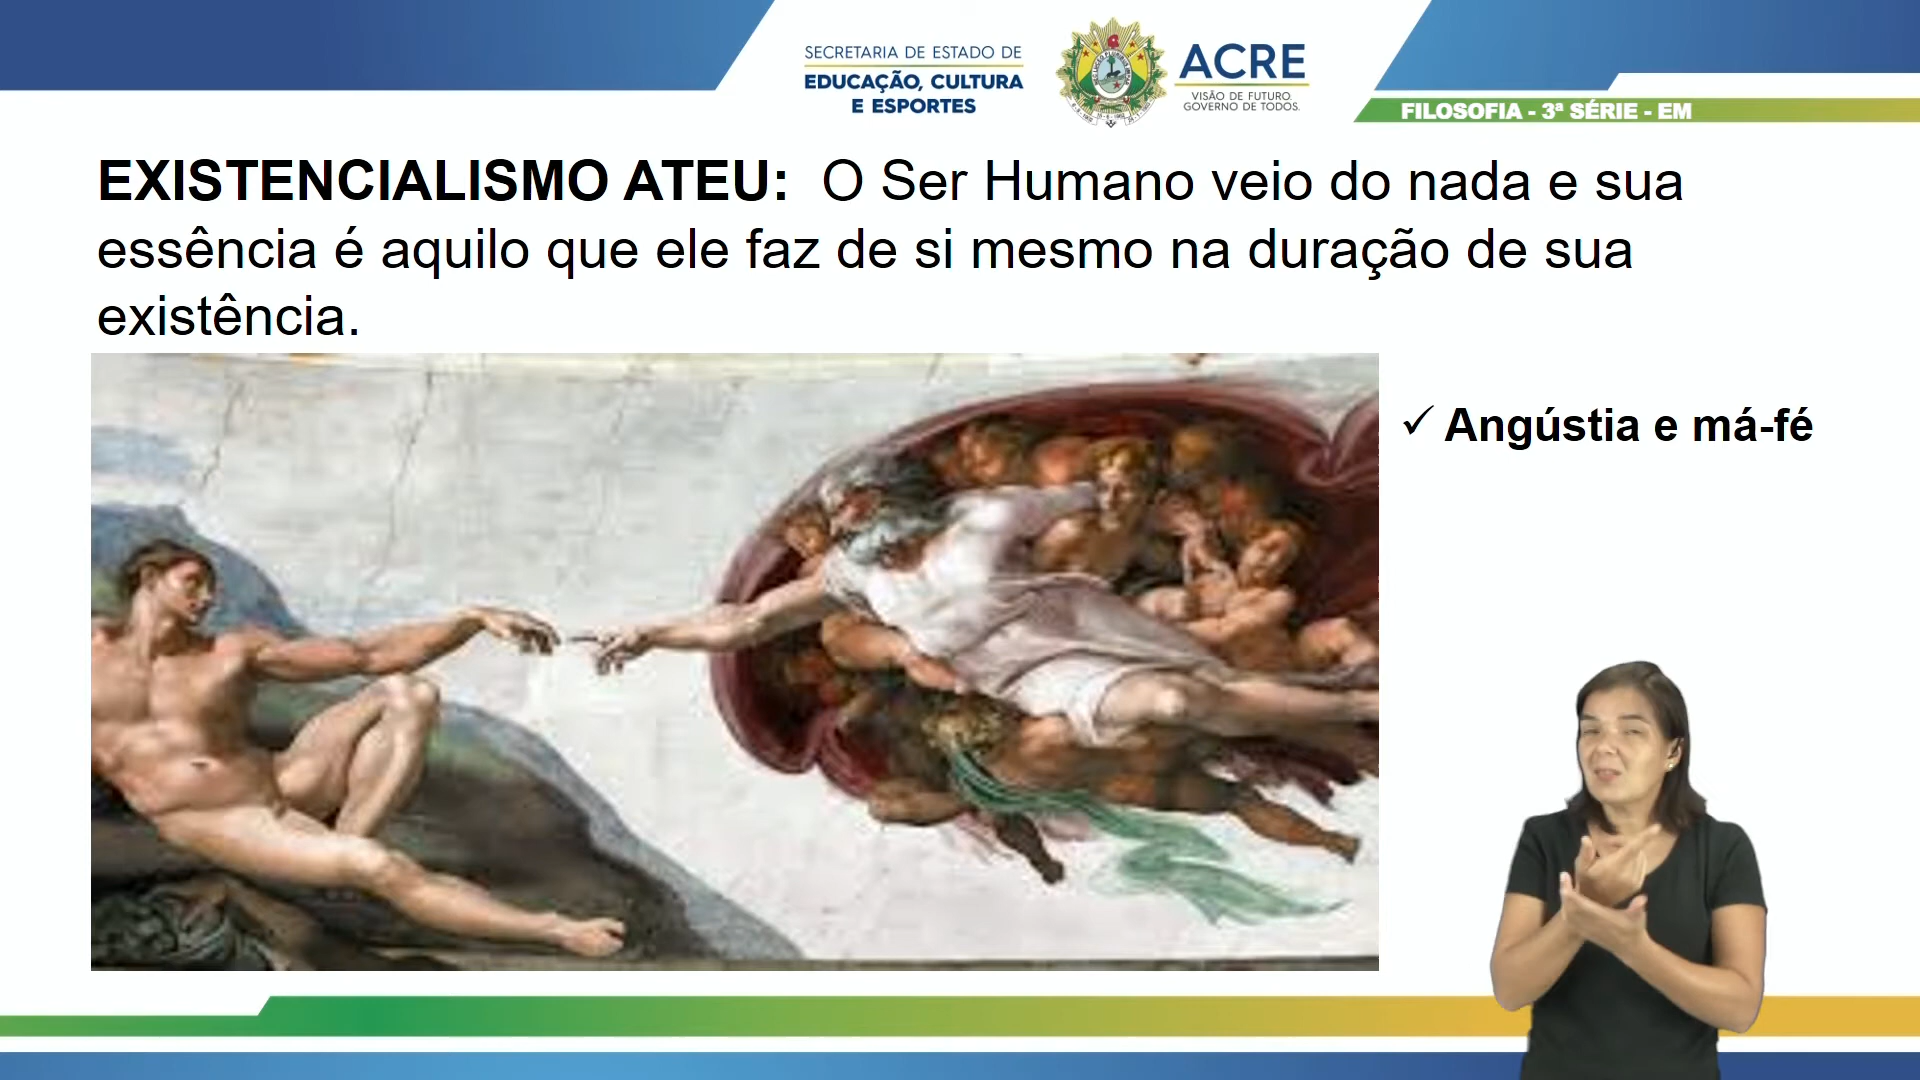 SECRETARIA DE ESTADO DE
EDUCAÇÃO, CULTURA
E ESPORTES
ACRE
VISÃO DE FUTURO.
GOVERNO DE TODOS.
FILOSOFIA - 3ª SÉRIE - EM
EXISTENCIALISMO ATEU: O Ser Humano veio do nada e sua
essência é aquilo que ele faz de si mesmo na duração de sua
existência.
✓ Angústia e má-fé